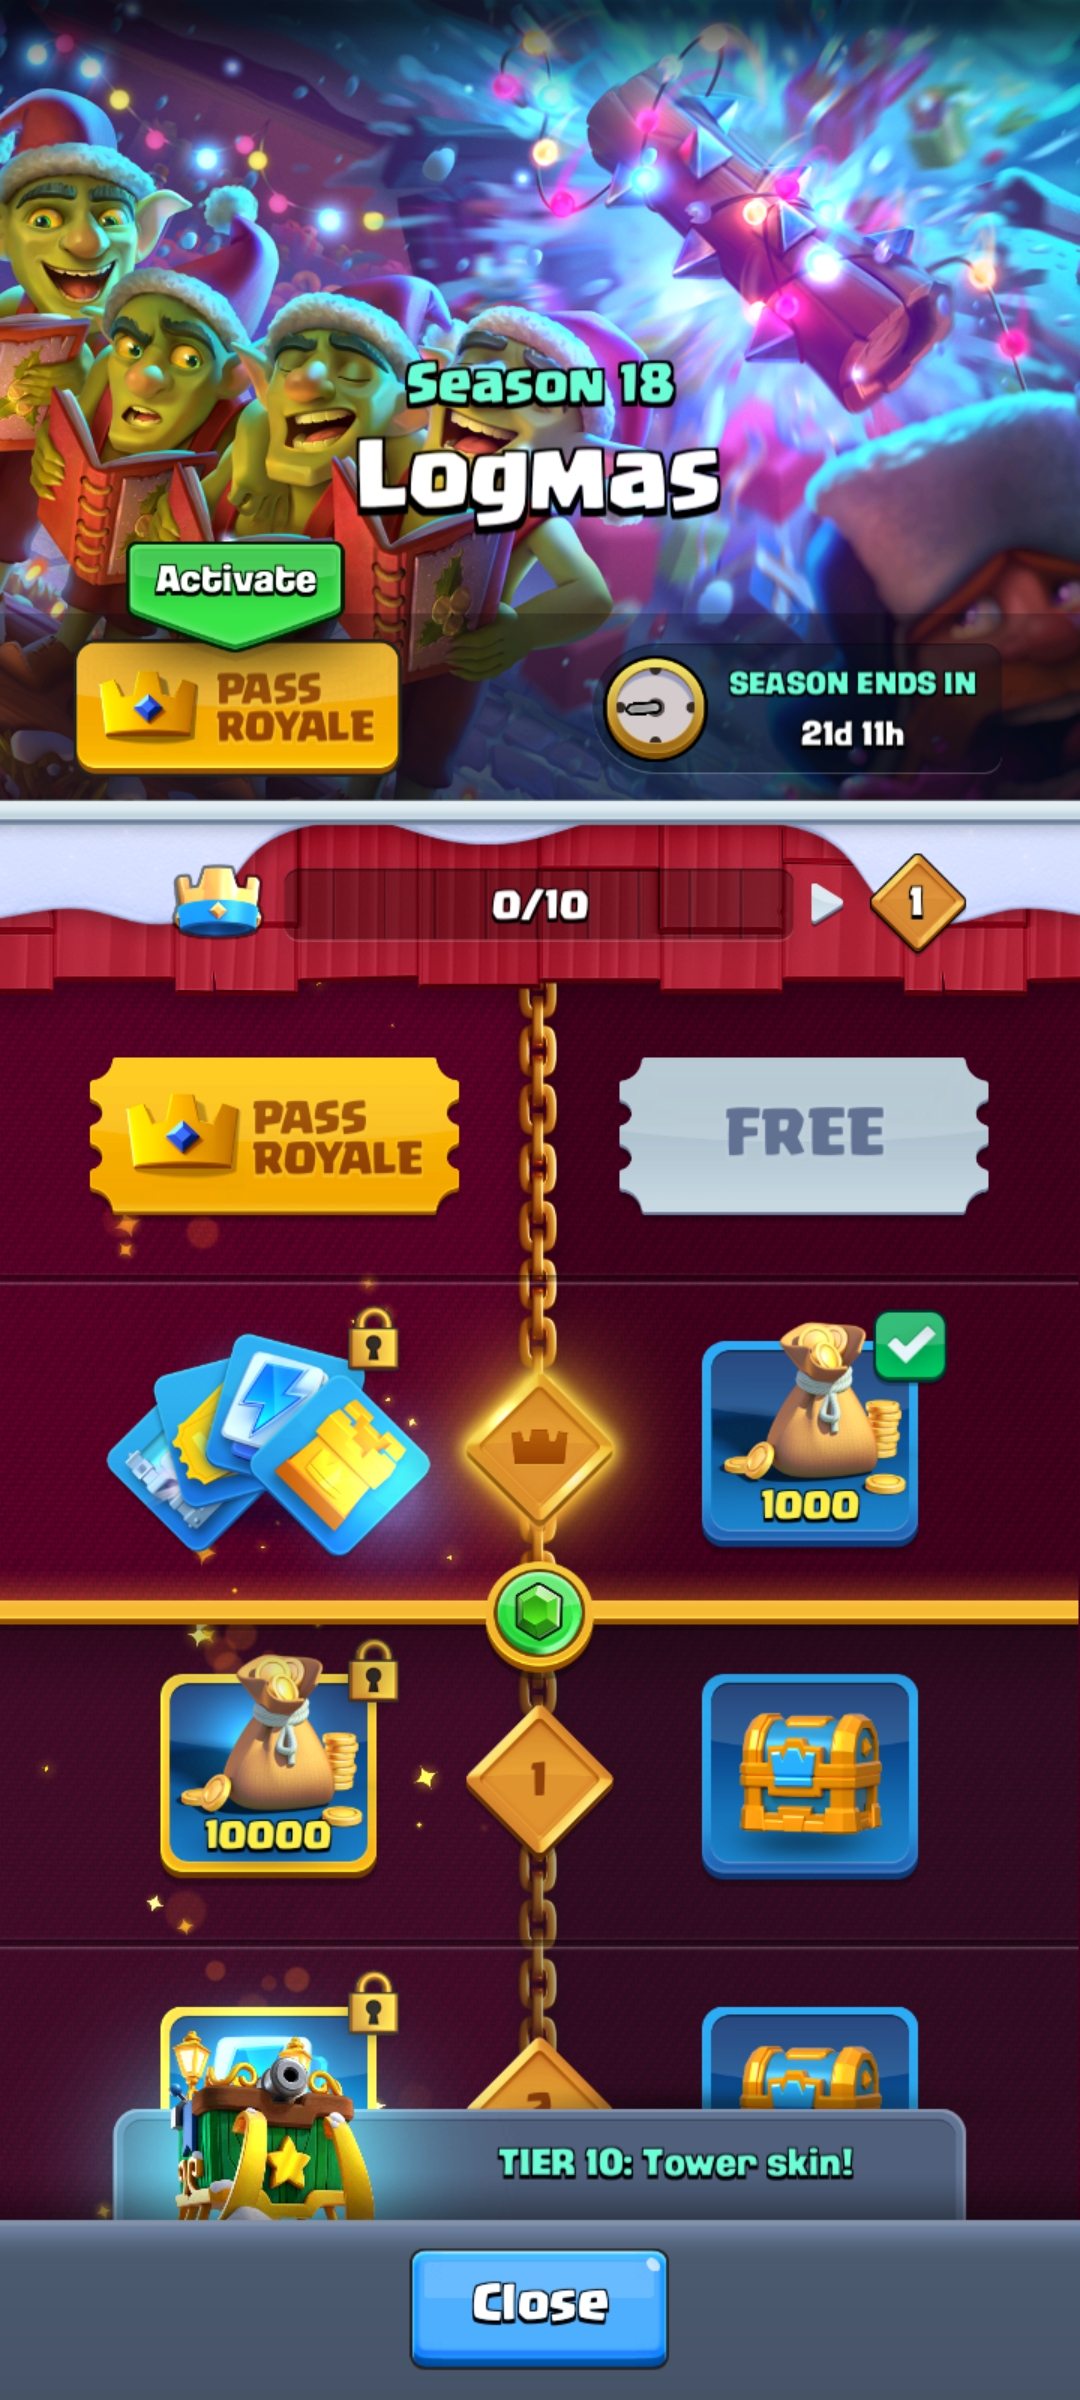 Season 18
Logmas
Activate
PASS
ROYALE
SEASON ENDS IN
21d 11h
0/10
1
PASS
ROYALE
FREE
1000
10000
1
TIER 10: Tower skin!
Close